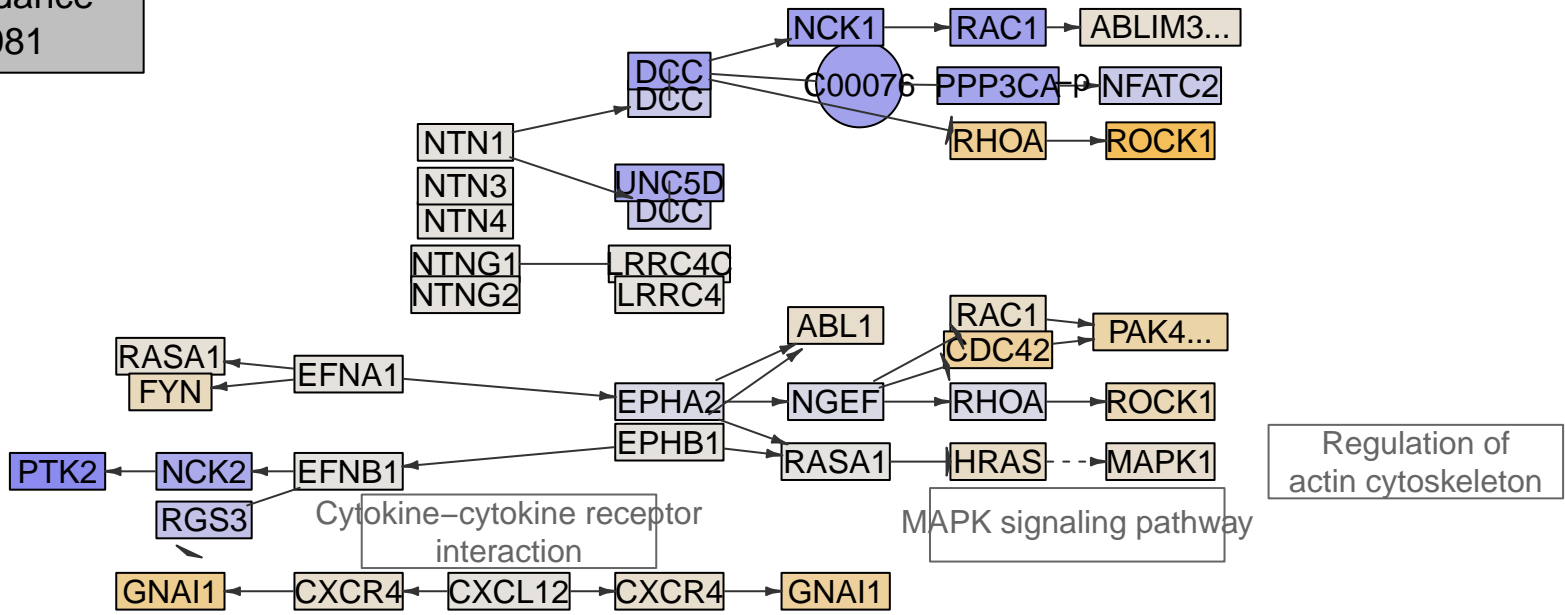 081
NCK1
RAC1
ABLIM3...
DCC
DCC
C00076
PPP3CA
+p
NFATC2
NTN1
RHOA
ROCK1
NTN3
NTN4
UNC5D
DCC
NTNG1
NTNG2
LRRC4C
LRRC4
ABL1
RAC1
CDC42
PAK4...
RASA1
FYN
EFNA1
EPHA2
NGEF
RHOA
ROCK1
EPHB1
RASA1
HRAS
MAPK1
PTK2
NCK2
EFNB1
RGS3
Regulation of
actin cytoskeleton
Cytokine−cytokine receptor
interaction
MAPK signaling pathway
GNAI1
CXCR4
CXCL12
CXCR4
GNAI1